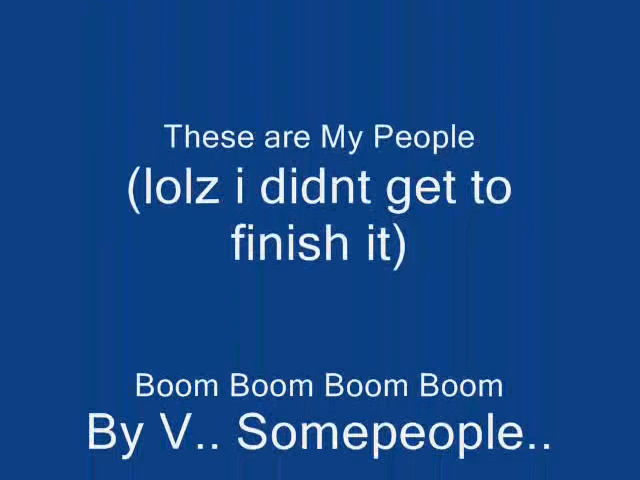 These are My People
(lolz i didnt get to
finish it)
Boom Boom Boom Boom
By V.. Somepeople..